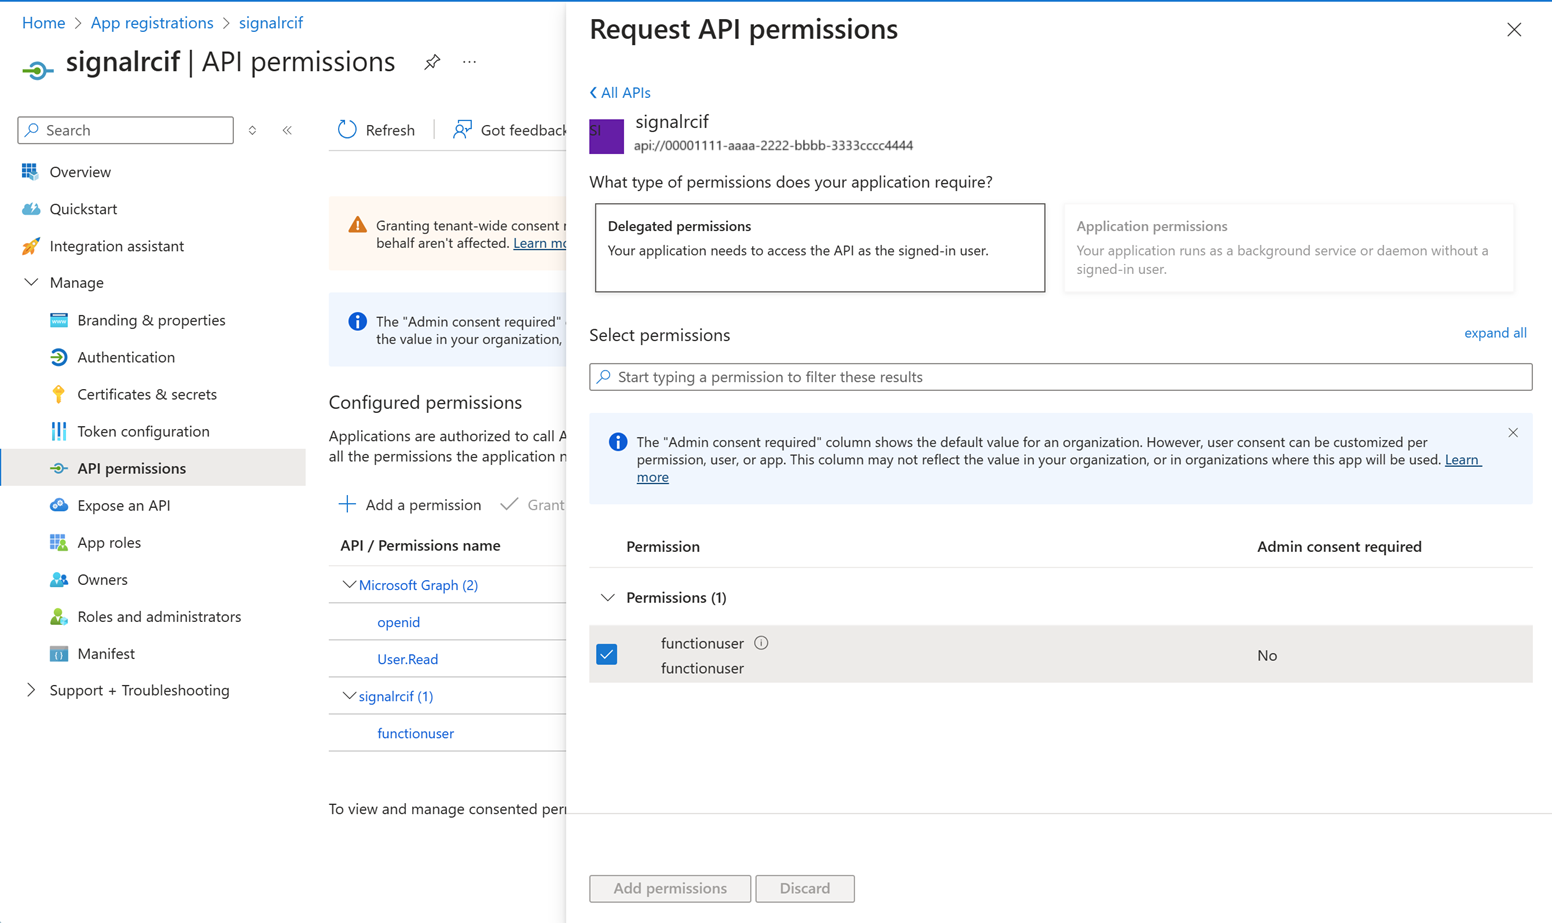 Home > App registrations > signalrcif
signalrcif | API permissions
Search
Overview
Quickstart
Integration assistant
Manage
Branding & properties
Authentication
Certificates & secrets
Token configuration
API permissions
Expose an API
App roles
Owners
Roles and administrators
Manifest
Support + Troubleshooting
Refresh
Got feedback
Granting tenant-wide consent
behalf aren't affected. Learn mo
The "Admin consent required"
the value in your organization,
Configured permissions
Applications are authorized to call A
all the permissions the application n
Add a permission
Grant
API / Permissions name
Microsoft Graph (2)
openid
User.Read
signalrcif (1)
functionuser
To view and manage consented per
Request API permissions
All APIs
SI
signalrcif
api://00001111-aaaa-2222-bbbb-3333cccc4444
What type of permissions does your application require?
Delegated permissions
Your application needs to access the API as the signed-in user.
Application permissions
Your application runs as a background service or daemon without a
signed-in user.
Select permissions
expand all
Start typing a permission to filter these results
The "Admin consent required" column shows the default value for an organization. However, user consent can be customized per
permission, user, or app. This column may not reflect the value in your organization, or in organizations where this app will be used. Learn
more
Permission
Admin consent required
Permissions (1)
functionuser
functionuser
No
Add permissions
Discard